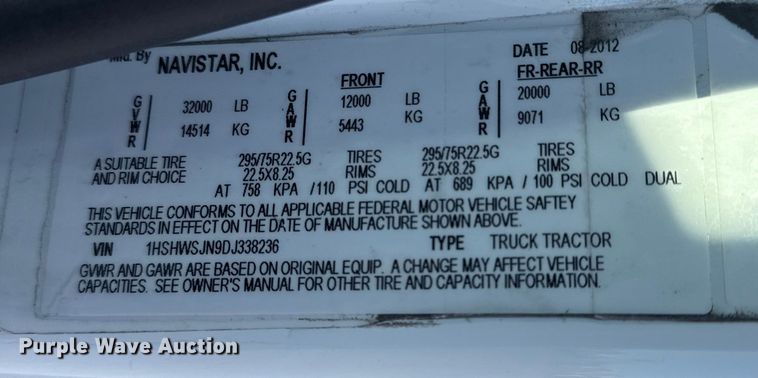 Mfd. By NAVISTAR, INC. DATE 08-2012
FRONT FR-REAR-RR
GVWR 32000 LB GAWR 12000 LB GAWR 20000 LB
14514 KG 5443 KG 9071 KG
A SUITABLE TIRE 295/75R22.5G TIRES 295/75R22.5G TIRES
AND RIM CHOICE 22.5X8.25 RIMS 22.5X8.25 RIMS
AT 758 KPA /110 PSI COLD AT 689 KPA / 100 PSI COLD DUAL
THIS VEHICLE CONFORMS TO ALL APPLICABLE FEDERAL MOTOR VEHICLE SAFTEY
STANDARDS IN EFFECT ON THE DATE OF MANUFACTURE SHOWN ABOVE.
VIN 1HSHWSJN9DJ338236 TYPE TRUCK TRACTOR
GVWR AND GAWR ARE BASED ON ORIGINAL EQUIP. A CHANGE MAY AFFECT VEHICLE
CAPACITIES. SEE OWNER'S MANUAL FOR OTHER TIRE AND CAPACITY INFORMATION.
Purple Wave Auction